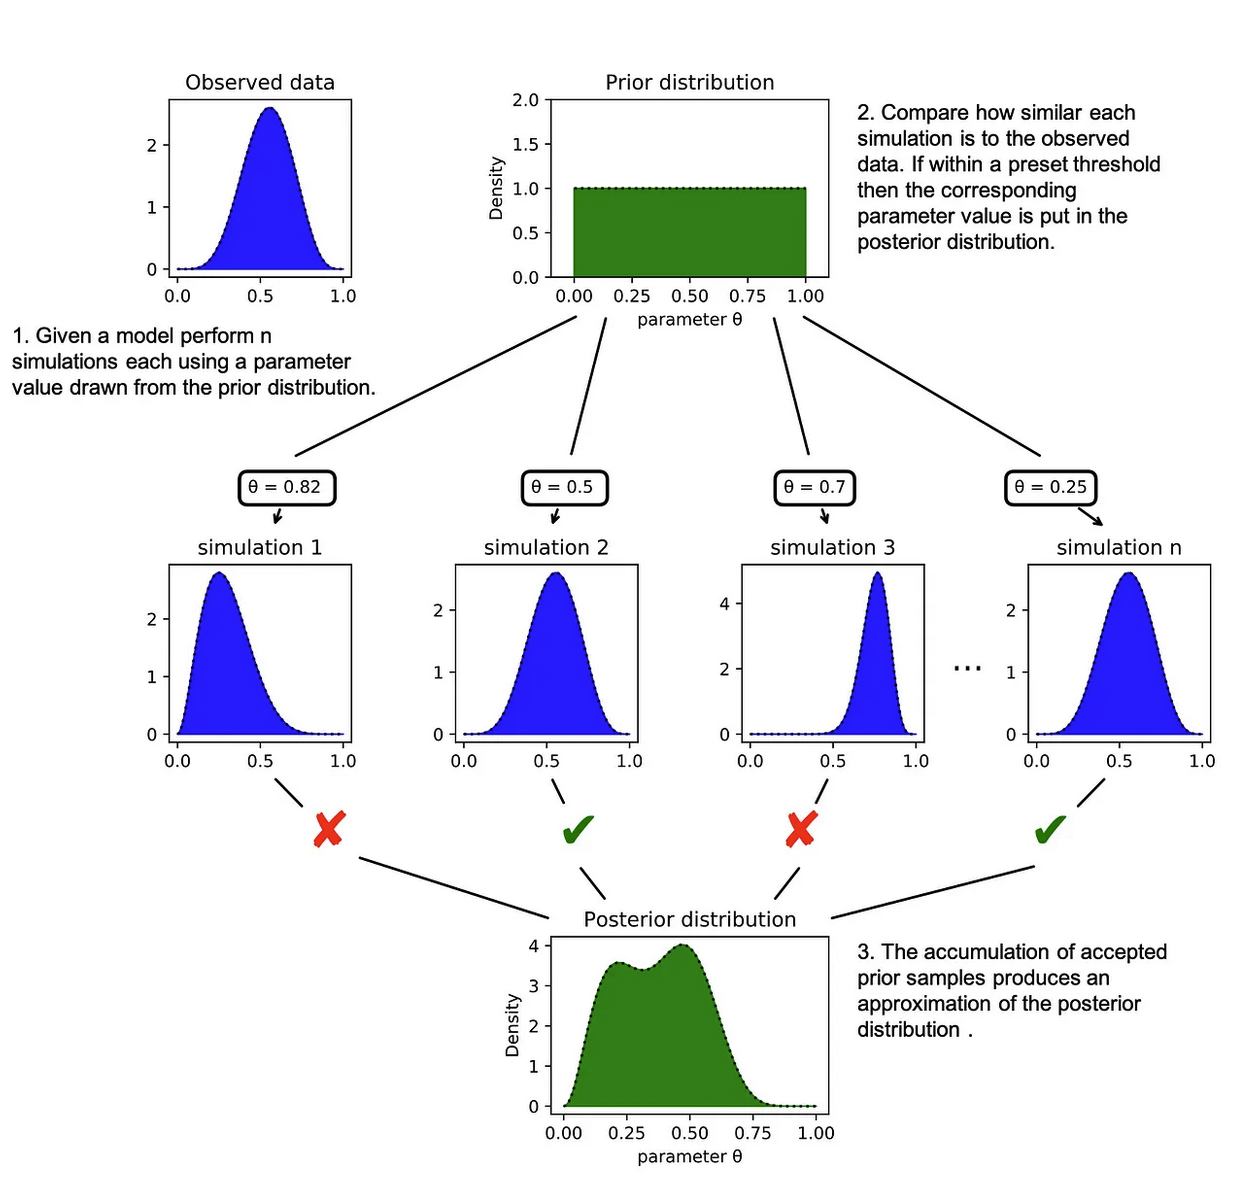 Observed data
2
1
0
0.0 0.5 1.0
Prior distribution
2.0
1.5
1.0
0.5
0.0
Density
0.00 0.25 0.50 0.75 1.00
parameter θ
2. Compare how similar each
simulation is to the observed
data. If within a preset threshold
then the corresponding
parameter value is put in the
posterior distribution.
1. Given a model perform n
simulations each using a parameter
value drawn from the prior distribution.
θ = 0.82
θ = 0.5
θ = 0.7
θ = 0.25
simulation 1
2
1
0
0.0 0.5 1.0
simulation 2
2
1
0
0.0 0.5 1.0
simulation 3
4
2
0
0.0 0.5 1.0
...
simulation n
2
1
0
0.0 0.5 1.0
Posterior distribution
4
3
2
1
0
Density
0.00 0.25 0.50 0.75 1.00
parameter θ
3. The accumulation of accepted
prior samples produces an
approximation of the posterior
distribution .